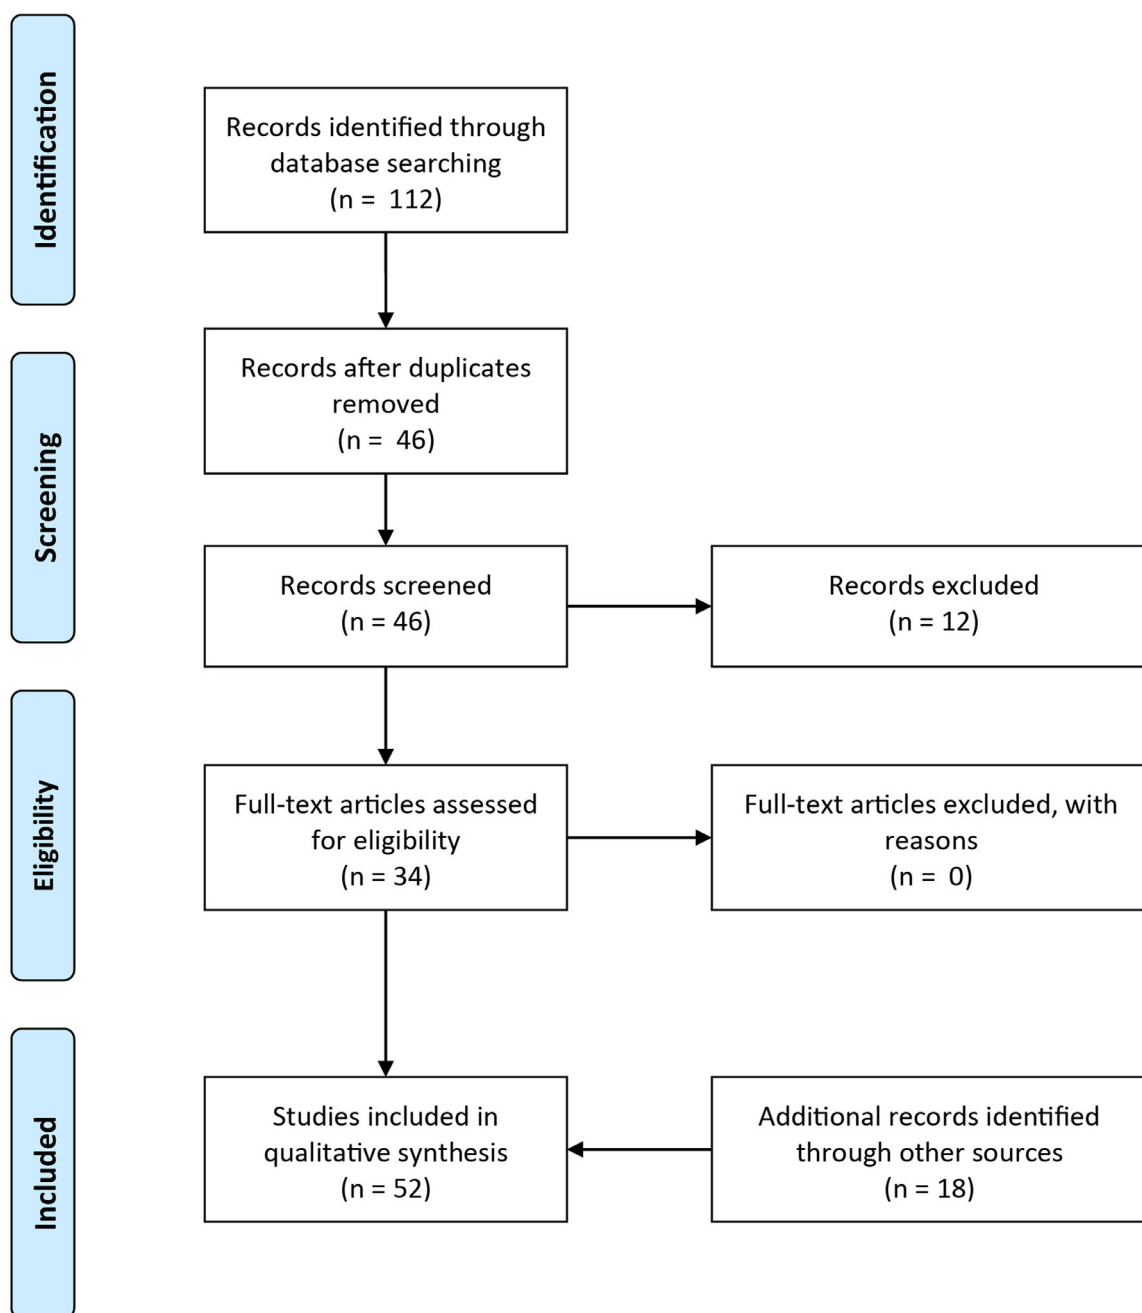 Identification
Records identified through
database searching
(n =  112)
Screening
Records after duplicates
removed
(n =  46)
Records screened
(n = 46)
Records excluded
(n = 12)
Eligibility
Full-text articles assessed
for eligibility
(n = 34)
Full-text articles excluded, with
reasons
(n =  0)
Included
Studies included in
qualitative synthesis
(n = 52)
Additional records identified
through other sources
(n = 18)